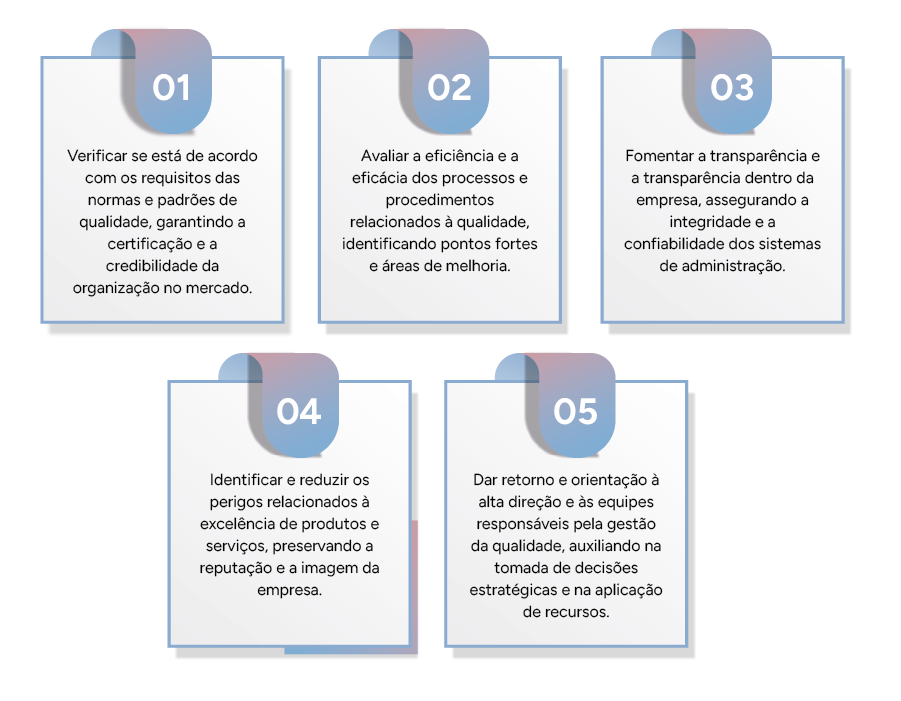 01
Verificar se está de acordo
com os requisitos das
normas e padrões de
qualidade, garantindo a
certificação e a
credibilidade da
organização no mercado.
02
Avaliar a eficiência e a
eficácia dos processos e
procedimentos
relacionados à qualidade,
identificando pontos fortes
e áreas de melhoria.
03
Fomentar a transparência e
a transparência dentro da
empresa, assegurando a
integridade e a
confiabilidade dos sistemas
de administração.
04
Identificar e reduzir os
perigos relacionados à
excelência de produtos e
serviços, preservando a
reputação e a imagem da
empresa.
05
Dar retorno e orientação à
alta direção e às equipes
responsáveis pela gestão
da qualidade, auxiliando na
tomada de decisões
estratégicas e na aplicação
de recursos.